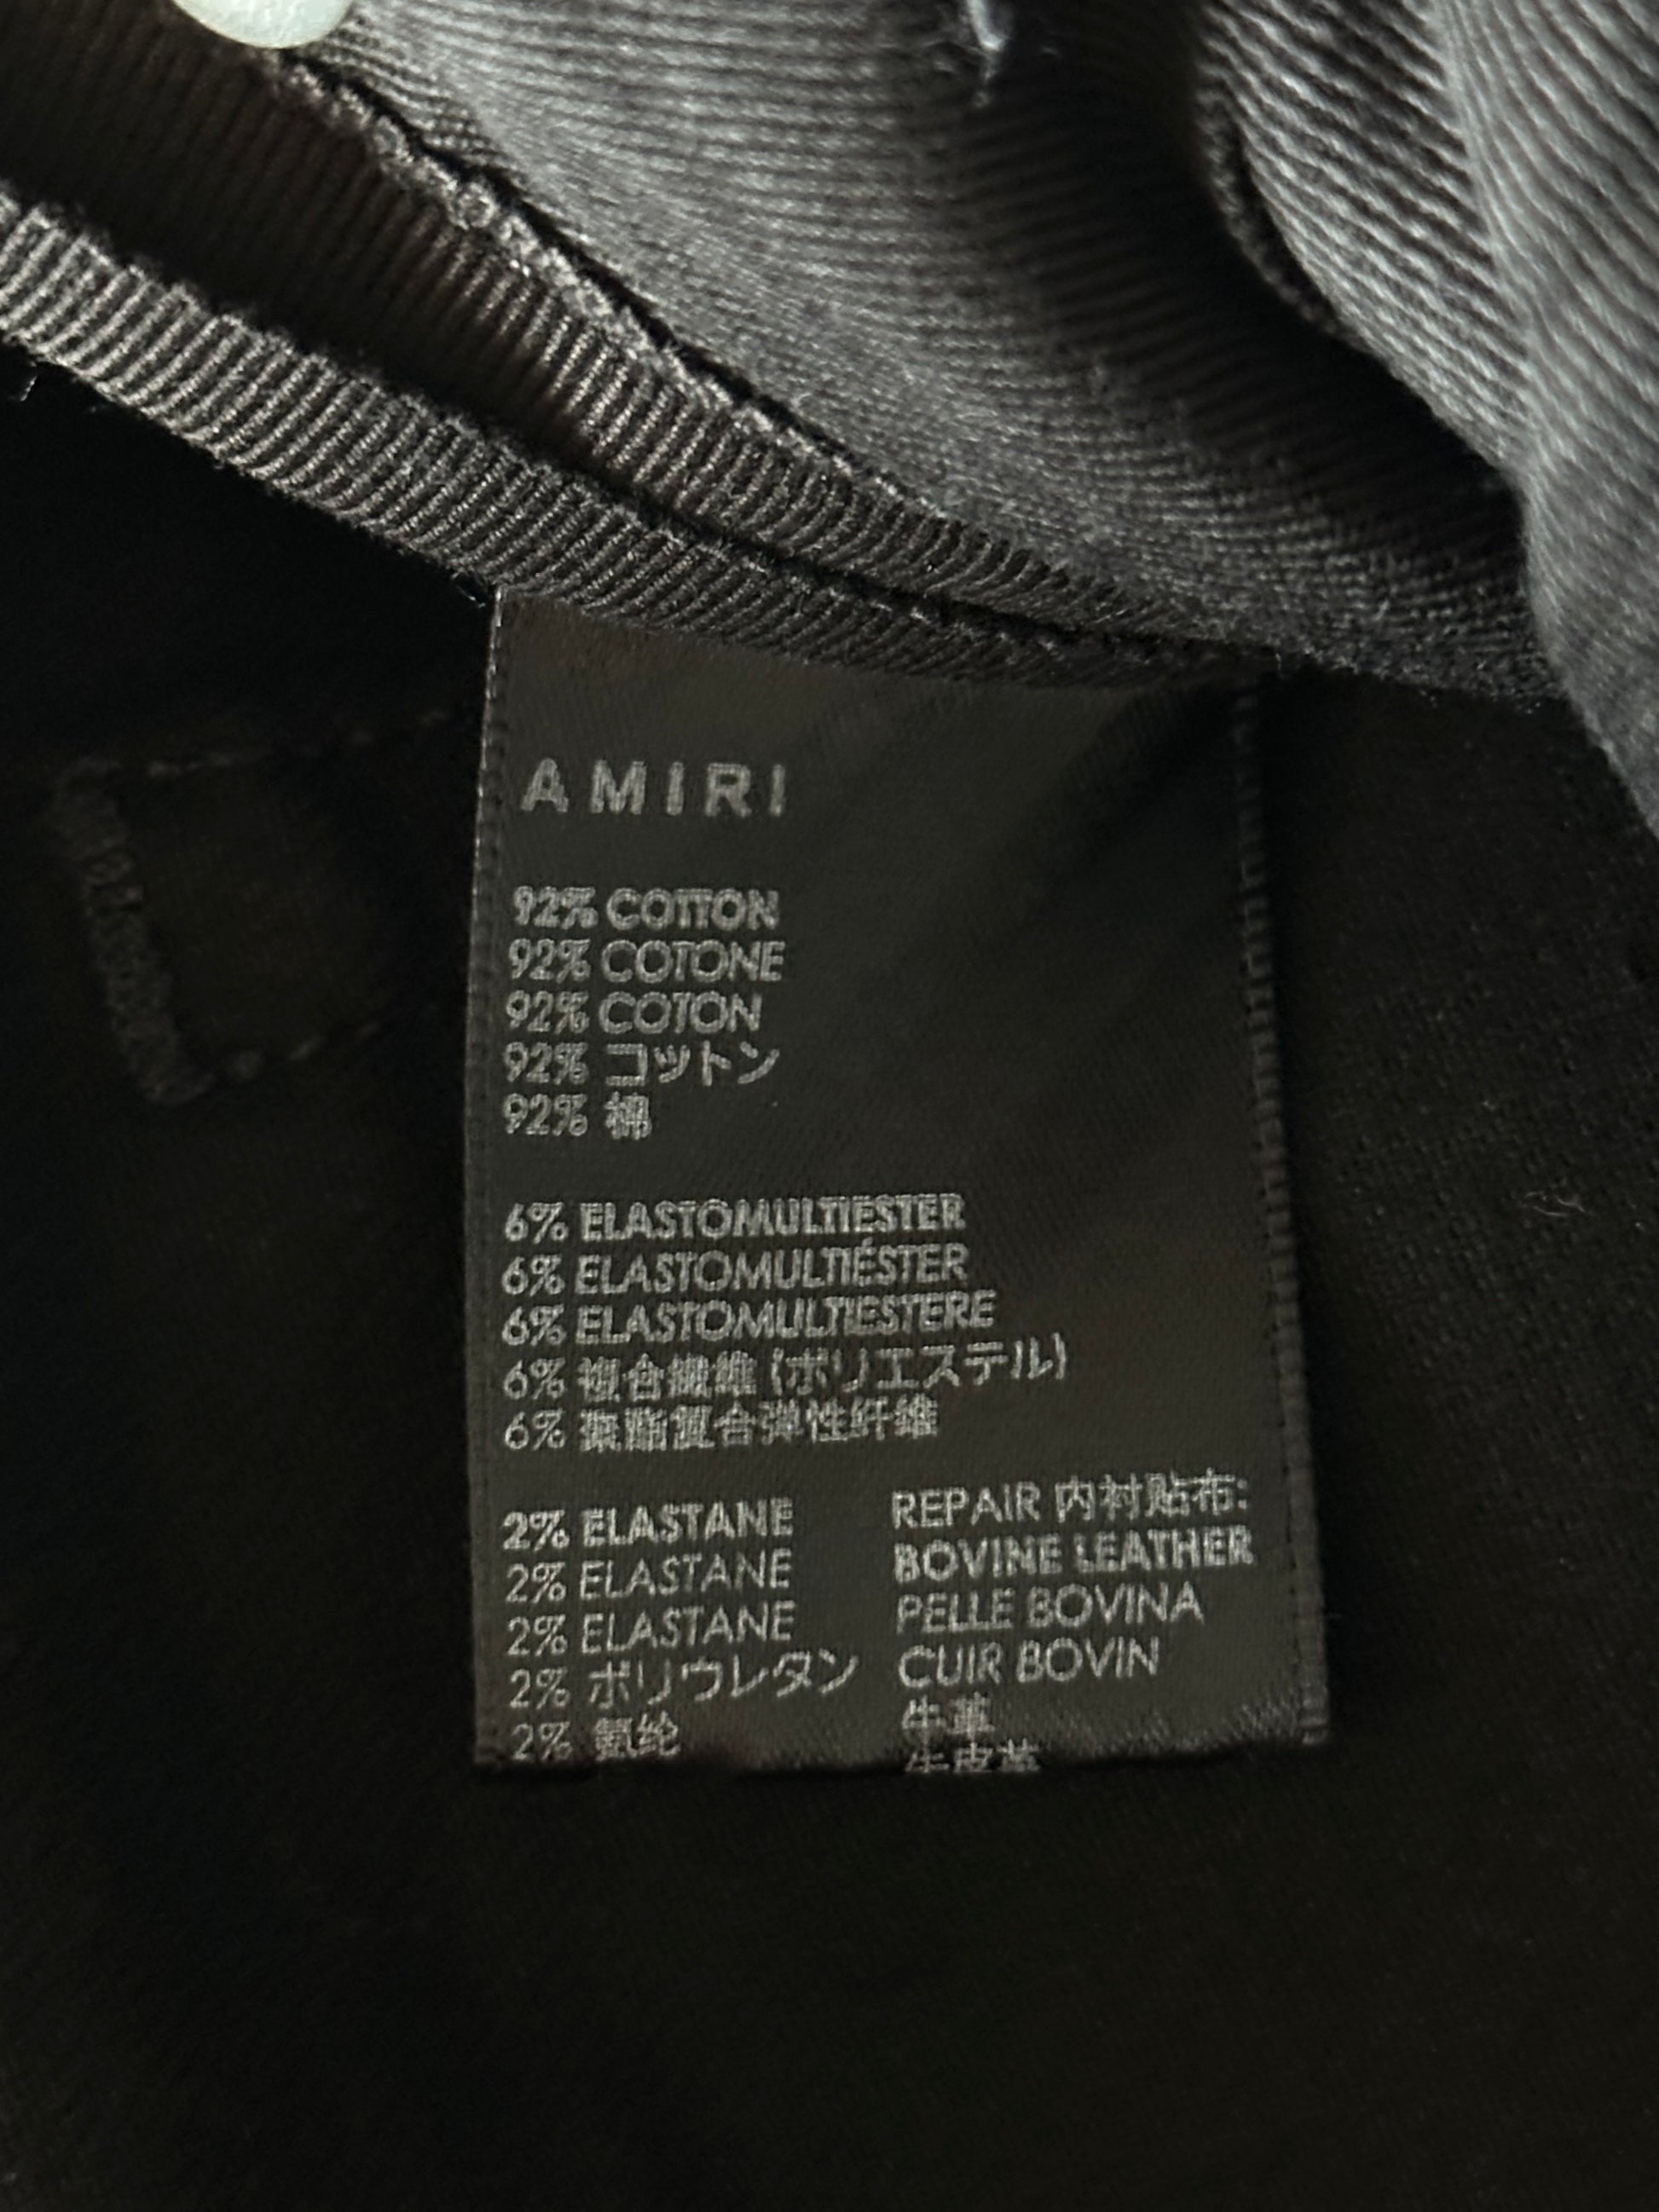 AMIRI
92% COTTON
92% COTONE
92% COTON
92% コットン
92% 棉
6% ELASTOMULTIESTER
6% ELASTOMULTIÉSTER
6% ELASTOMULTIESTERE
6% 複合繊維 (ポリエステル)
6% 聚酯复合弹性纤维
2% ELASTANE
2% ELASTANE
2% ELASTANE
2% ポリウレタン
2% 氨纶
REPAIR 内衬贴布:
BOVINE LEATHER
PELLE BOVINA
CUIR BOVIN
牛革
牛皮革